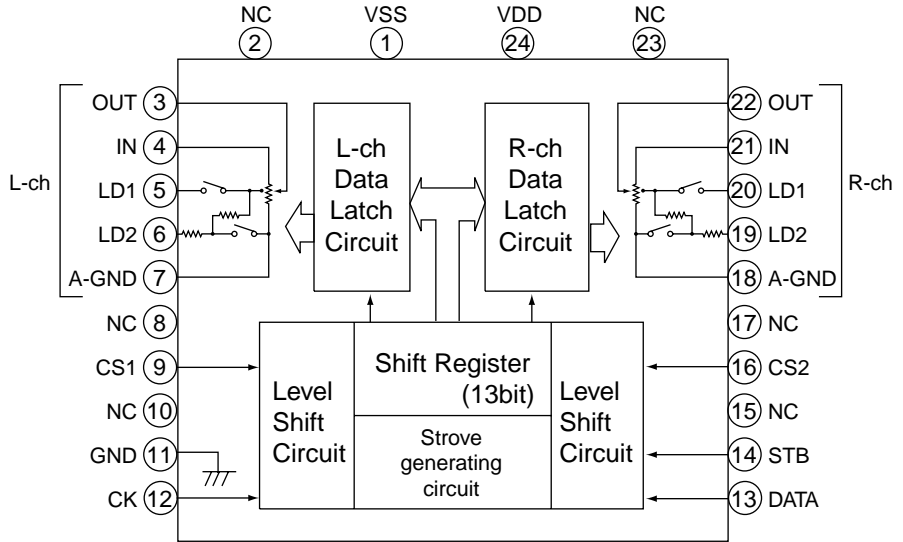 NC VSS VDD NC
2 1 24 23
OUT 3 22 OUT
IN 4 21 IN
L-ch LD1 5 20 LD1 R-ch
LD2 6 19 LD2
A-GND 7 18 A-GND
L-ch
Data
Latch
Circuit
R-ch
Data
Latch
Circuit
NC 8 17 NC
CS1 9 16 CS2
NC 10 15 NC
GND 11 14 STB
CK 12 13 DATA
Level
Shift
Circuit
Shift Register
(13bit)
Strove
generating
circuit
Level
Shift
Circuit